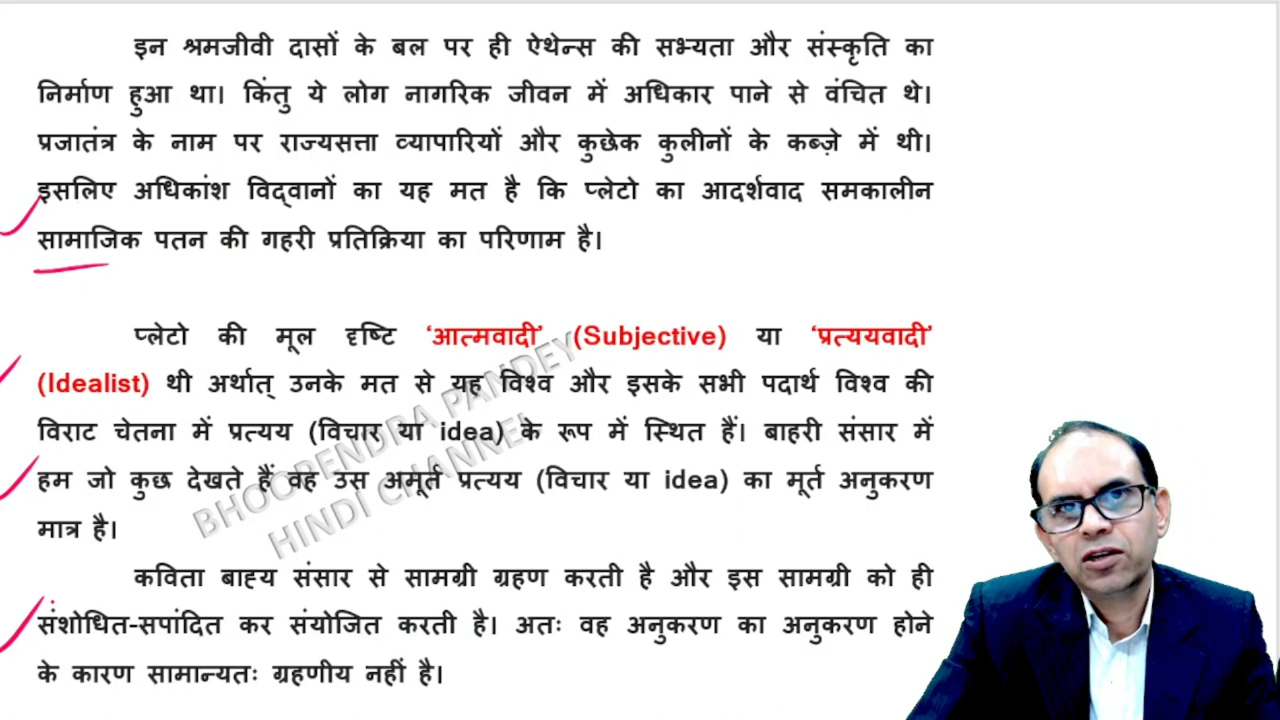 इन श्रमजीवी दासों के बल पर ही ऐथेन्स की सभ्यता और संस्कृति का
निर्माण हुआ था। किंतु ये लोग नागरिक जीवन में अधिकार पाने से वंचित थे।
प्रजातंत्र के नाम पर राज्यसत्ता व्यापारियों और कुछेक कुलीनों के कब्ज़े में थी।
इसलिए अधिकांश विद्वानों का यह मत है कि प्लेटो का आदर्शवाद समकालीन
सामाजिक पतन की गहरी प्रतिक्रिया का परिणाम है।
प्लेटो की मूल दृष्टि ‘आत्मवादी’ (Subjective) या ‘प्रत्ययवादी’
(Idealist) थी अर्थात् उनके मत से यह विश्व और इसके सभी पदार्थ विश्व की
विराट चेतना में प्रत्यय (विचार या idea) के रूप में स्थित हैं। बाहरी संसार में
हम जो कुछ देखते हैं वह उस अमूर्त प्रत्यय (विचार या idea) का मूर्त अनुकरण
मात्र है।
कविता बाह्य संसार से सामग्री ग्रहण करती है और इस सामग्री को ही
संशोधित-सपांदित कर संयोजित करती है। अतः वह अनुकरण का अनुकरण होने
के कारण सामान्यतः ग्रहणीय नहीं है।
BHOOPENDRA PANDEY
HINDI CHANNEL